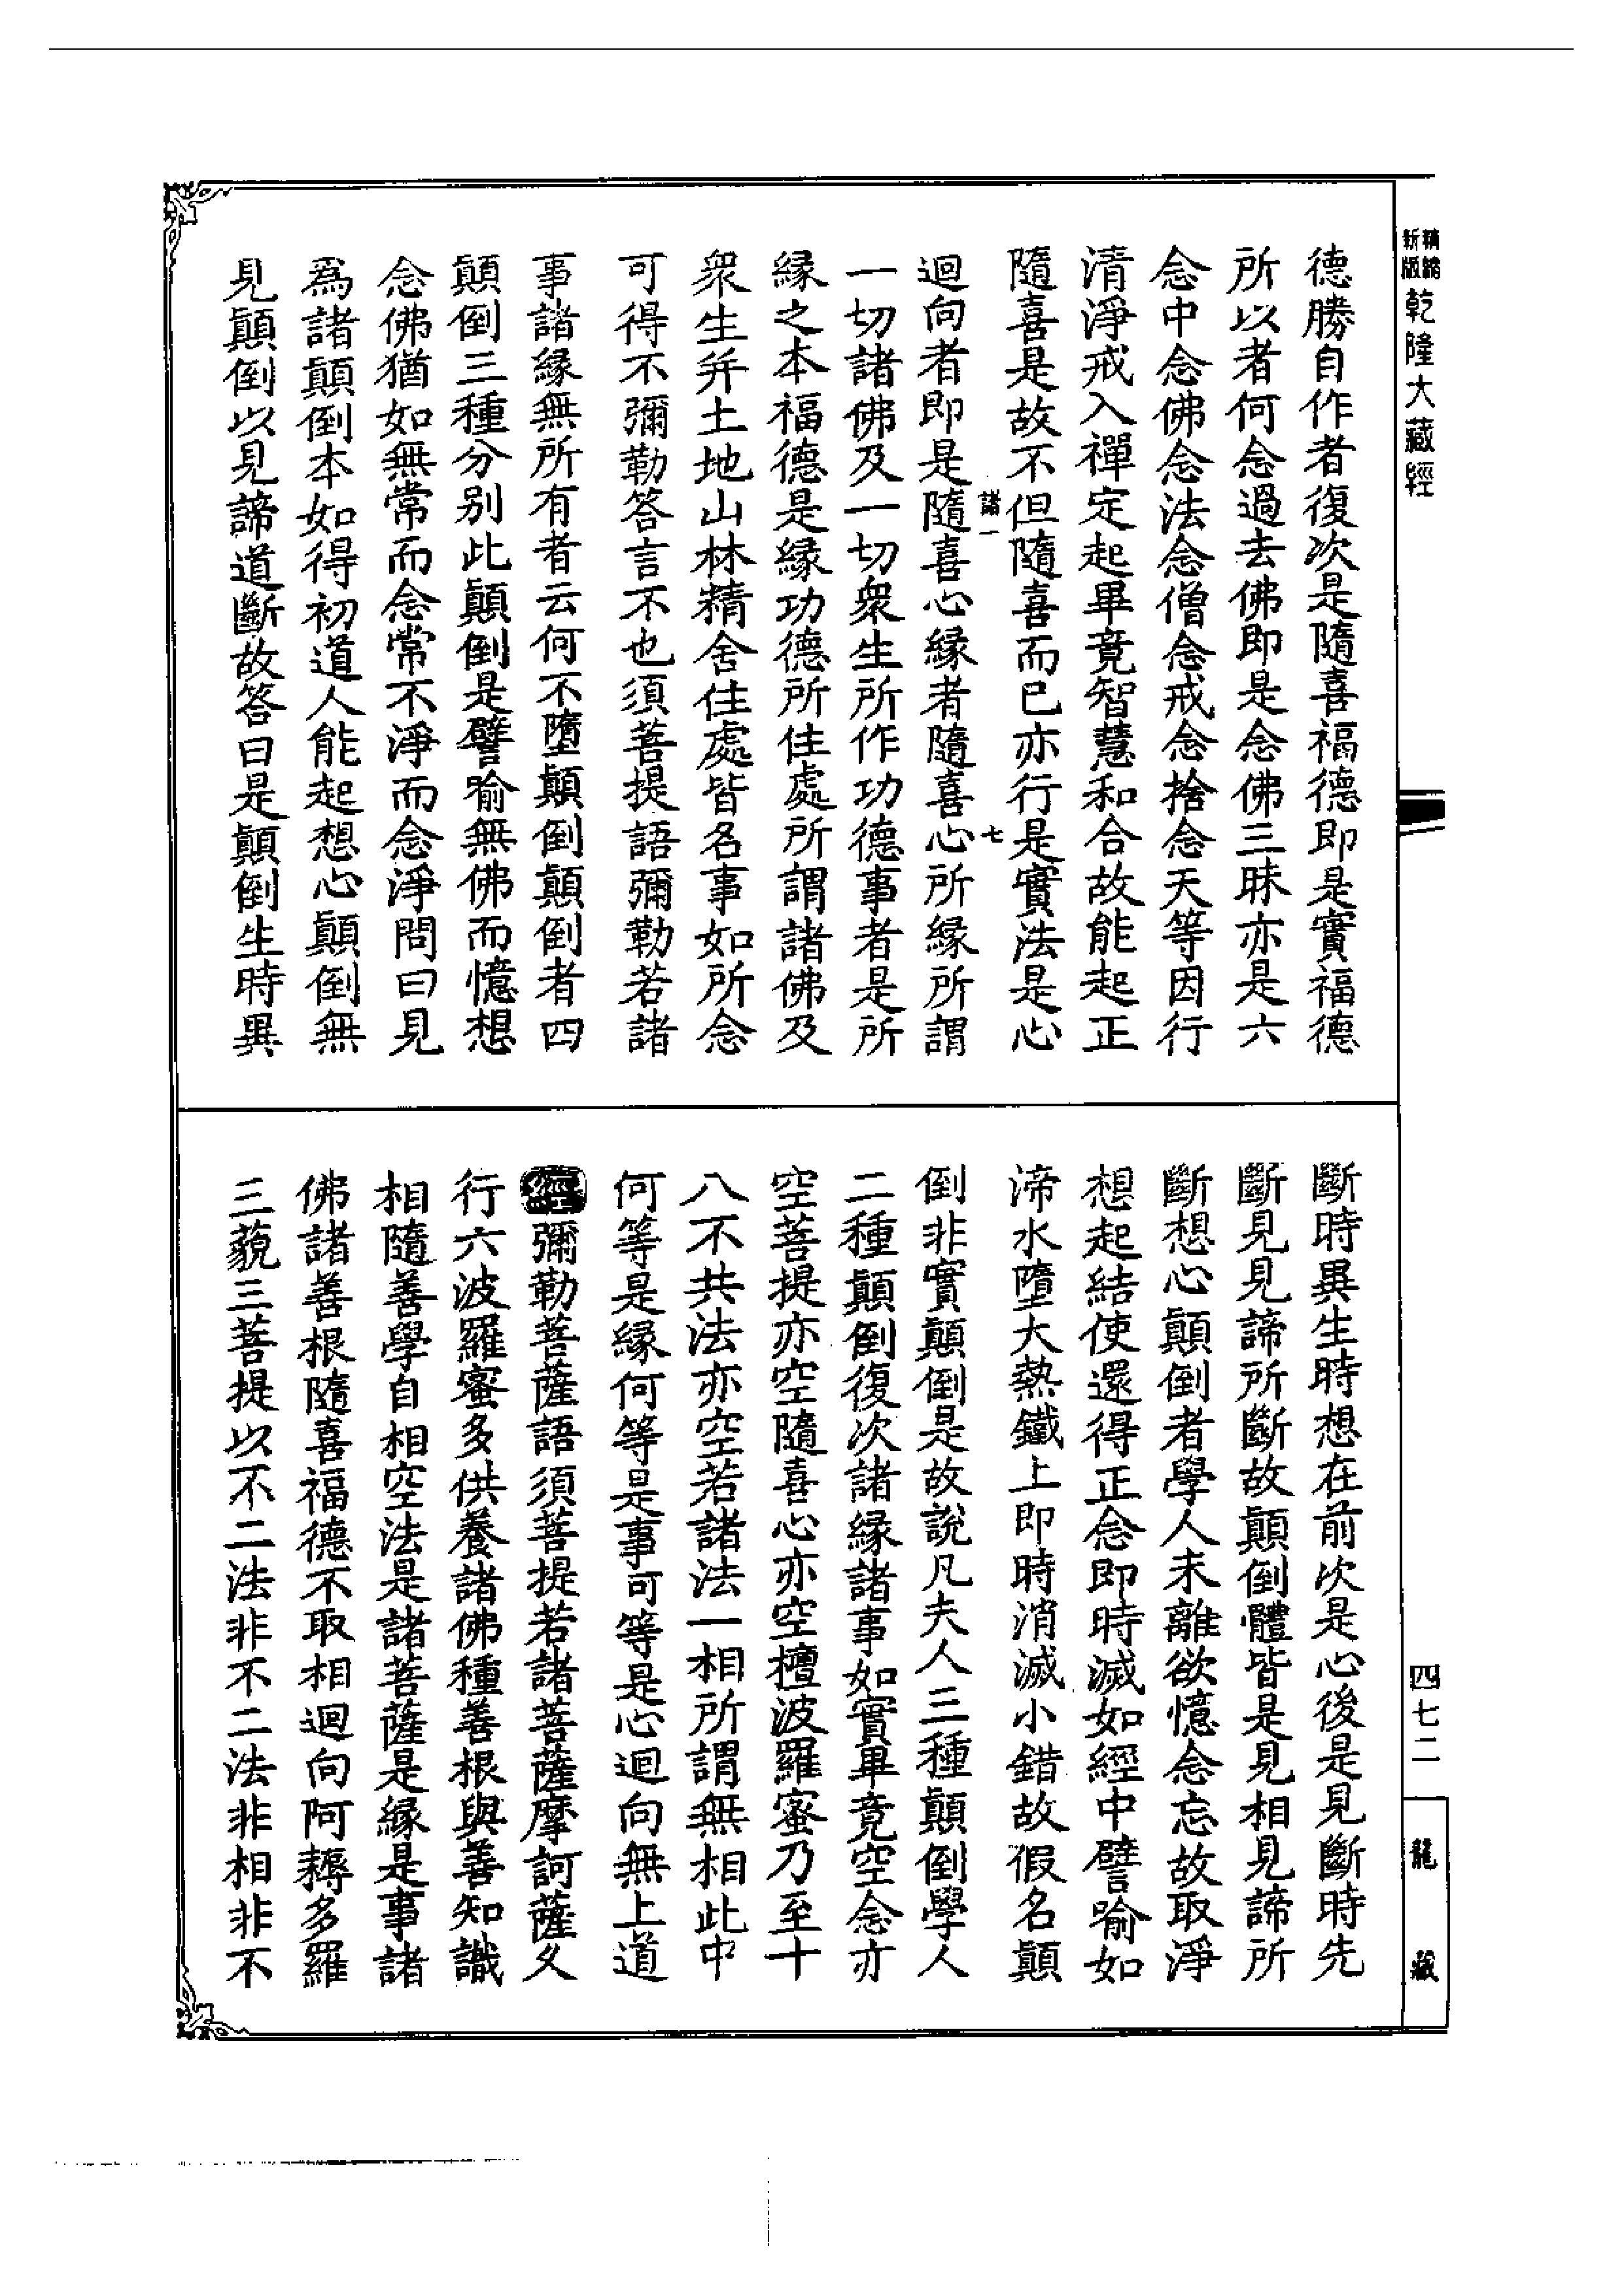 新版精縮乾隆大藏經
四七二
龍藏
德勝自作者復次是隨喜福德即是實福德
所以者何念過去佛即是念佛三昧亦是六
念中念佛念法念僧念戒念捨念天等因行
清淨戒入禪定起畢竟智慧和合故能起正
隨喜是故不但隨喜而已亦行是實法是心
諸一
七
迴向者即是隨喜心緣者隨喜心所緣所謂
一切諸佛及一切衆生所作功德事者是所
緣之本福德是緣功德所住處所謂諸佛及
衆生并土地山林精舍住處皆名事如所念
可得不彌勒答言不也須菩提語彌勒若諸
事諸緣無所有者云何不墮顛倒顛倒者四
顛倒三種分別此顛倒是譬喻無佛而憶想
念佛猶如無常而念常不淨而念淨問曰見
為諸顛倒本如得初道人能起想心顛倒無
見顛倒以見諦道斷故答曰是顛倒生時異
斷時異生時想在前次是心後是見斷時先
斷見見諦所斷故顛倒體皆是見相見諦所
斷想心顛倒者學人未離欲憶念忘故取淨
想起結使還得正念即時滅如經中譬喻如
渧水墮大熱鐵上即時消滅小錯故假名顛
倒非實顛倒是故說凡夫人三種顛倒學人
二種顛倒復次諸緣諸事如實畢竟空念亦
空菩提亦空隨喜心亦空檀波羅蜜乃至十
八不共法亦空若諸法一相所謂無相此中
何等是緣何等是事何等是心迴向無上道
經彌勒菩薩語須菩提若諸菩薩摩訶薩久
行六波羅蜜多供養諸佛種善根與善知識
相隨善學自相空法是諸菩薩是緣是事諸
佛諸善根隨喜福德不取相迴向阿耨多羅
三藐三菩提以不二法非不二法非相非不